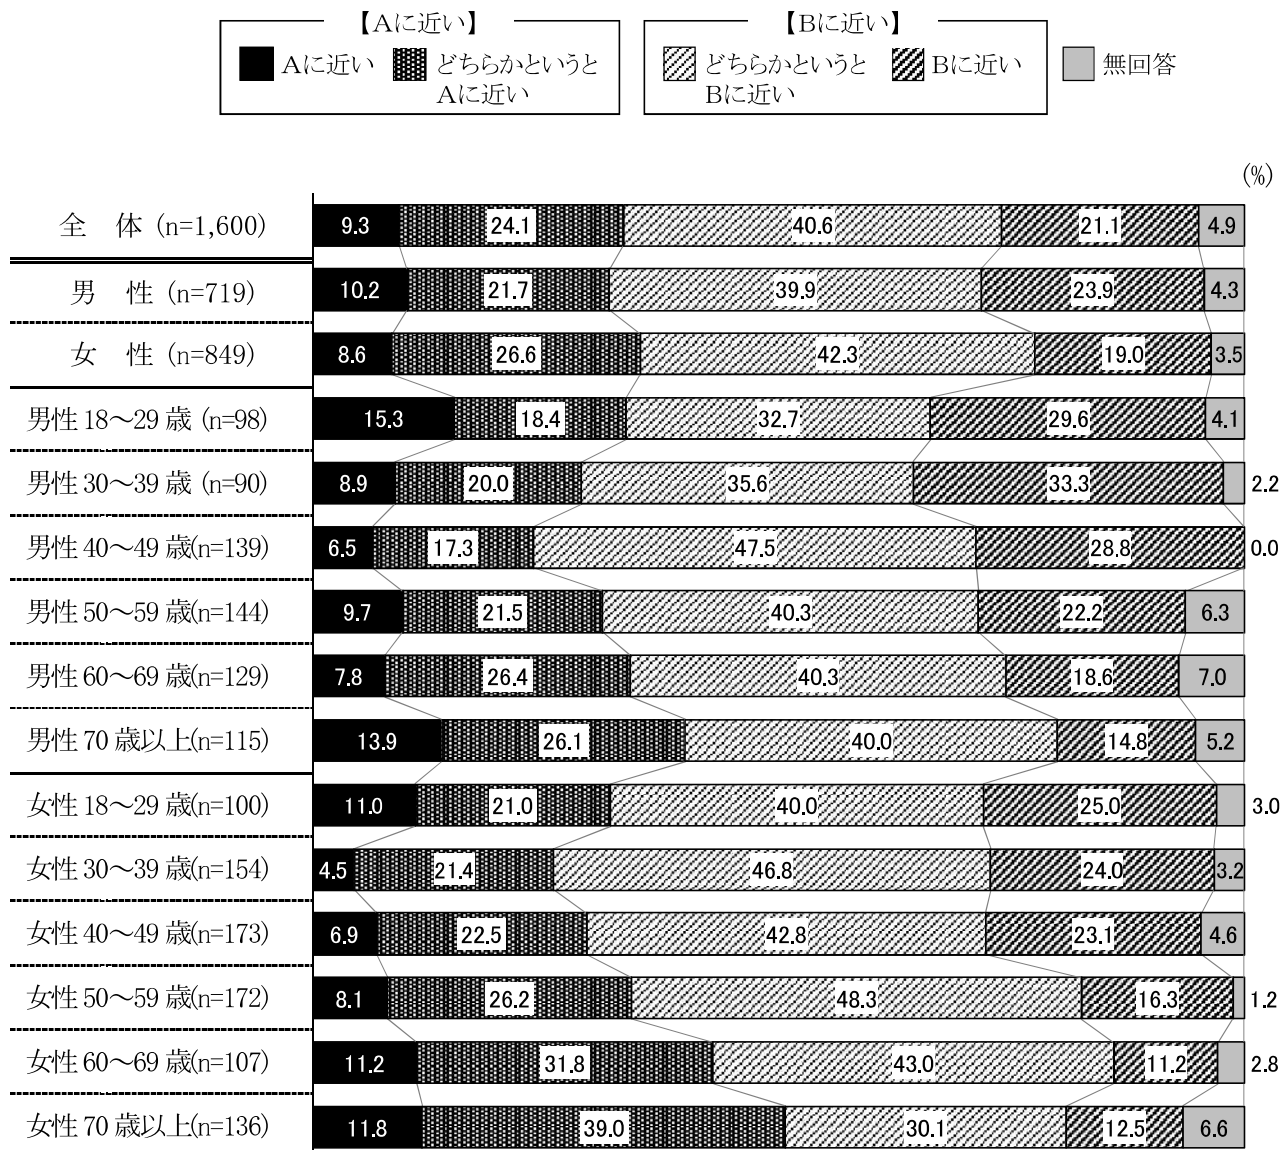 【Aに近い】 【Bに近い】
Aに近い どちらかというと どちらかというと Bに近い 無回答
Aに近い Bに近い
(%)
全 体 (n=1,600) 9.3 24.1 40.6 21.1 4.9
男 性 (n=719) 10.2 21.7 39.9 23.9 4.3
女 性 (n=849) 8.6 26.6 42.3 19.0 3.5
男性 18～29 歳 (n=98) 15.3 18.4 32.7 29.6 4.1
男性 30～39 歳 (n=90) 8.9 20.0 35.6 33.3 2.2
男性 40～49 歳(n=139) 6.5 17.3 47.5 28.8 0.0
男性 50～59 歳(n=144) 9.7 21.5 40.3 22.2 6.3
男性 60～69 歳(n=129) 7.8 26.4 40.3 18.6 7.0
男性 70 歳以上(n=115) 13.9 26.1 40.0 14.8 5.2
女性 18～29 歳(n=100) 11.0 21.0 40.0 25.0 3.0
女性 30～39 歳(n=154) 4.5 21.4 46.8 24.0 3.2
女性 40～49 歳(n=173) 6.9 22.5 42.8 23.1 4.6
女性 50～59 歳(n=172) 8.1 26.2 48.3 16.3 1.2
女性 60～69 歳(n=107) 11.2 31.8 43.0 11.2 2.8
女性 70 歳以上(n=136) 11.8 39.0 30.1 12.5 6.6